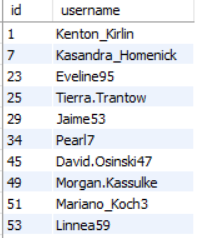 id username
1 Kenton_Kirlin
7 Kasandra_Homenick
23 Eveline95
25 Tierra.Trantow
29 Jaime53
34 Pearl7
45 David.Osinski47
49 Morgan.Kassulke
51 Mariano_Koch3
53 Linnea59